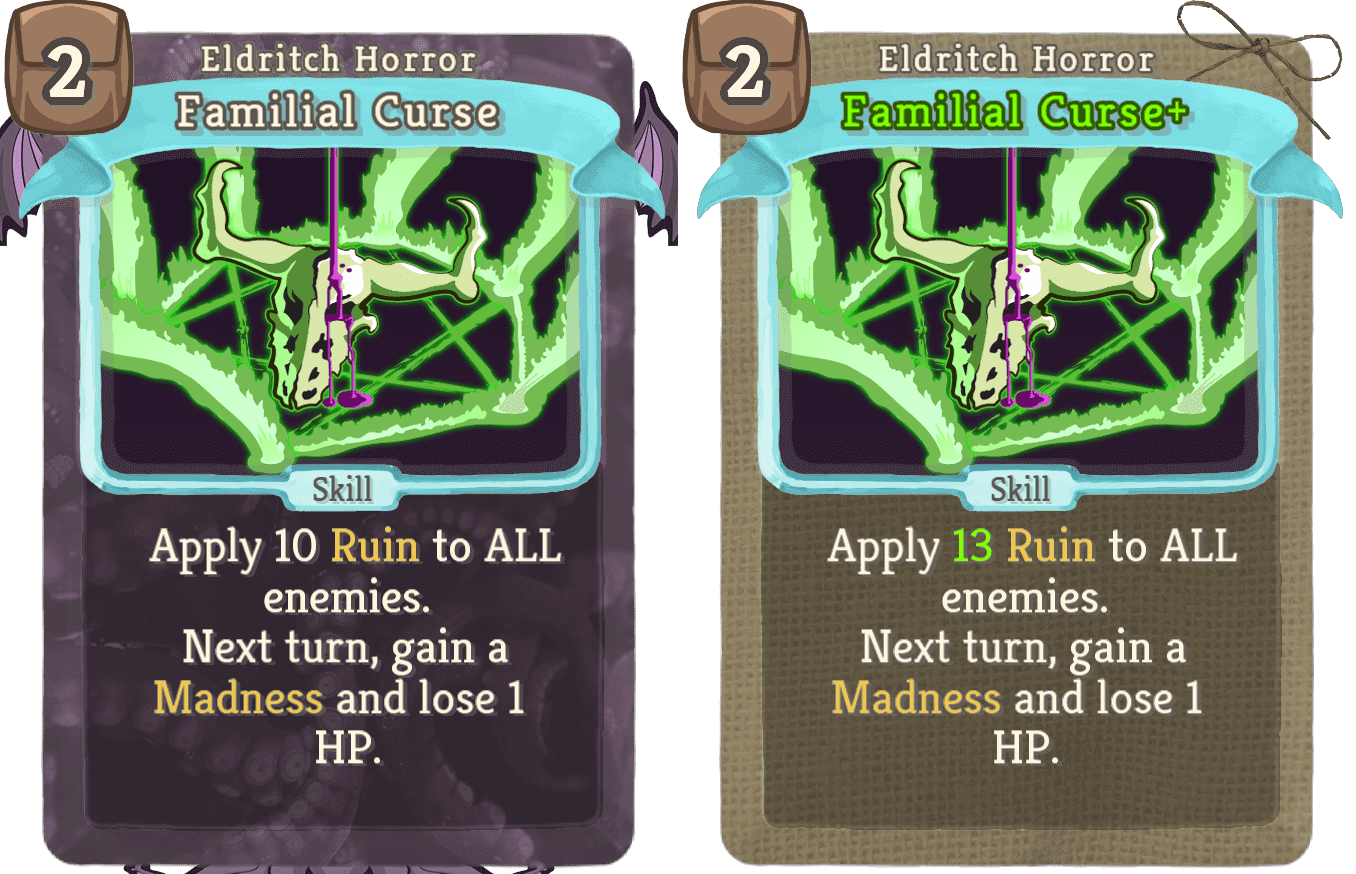 2
Eldritch Horror
Familial Curse
Skill
Apply 10 Ruin to ALL
enemies.
Next turn, gain a
Madness and lose 1
HP.
2
Eldritch Horror
Familial Curse+
Skill
Apply 13 Ruin to ALL
enemies.
Next turn, gain a
Madness and lose 1
HP.